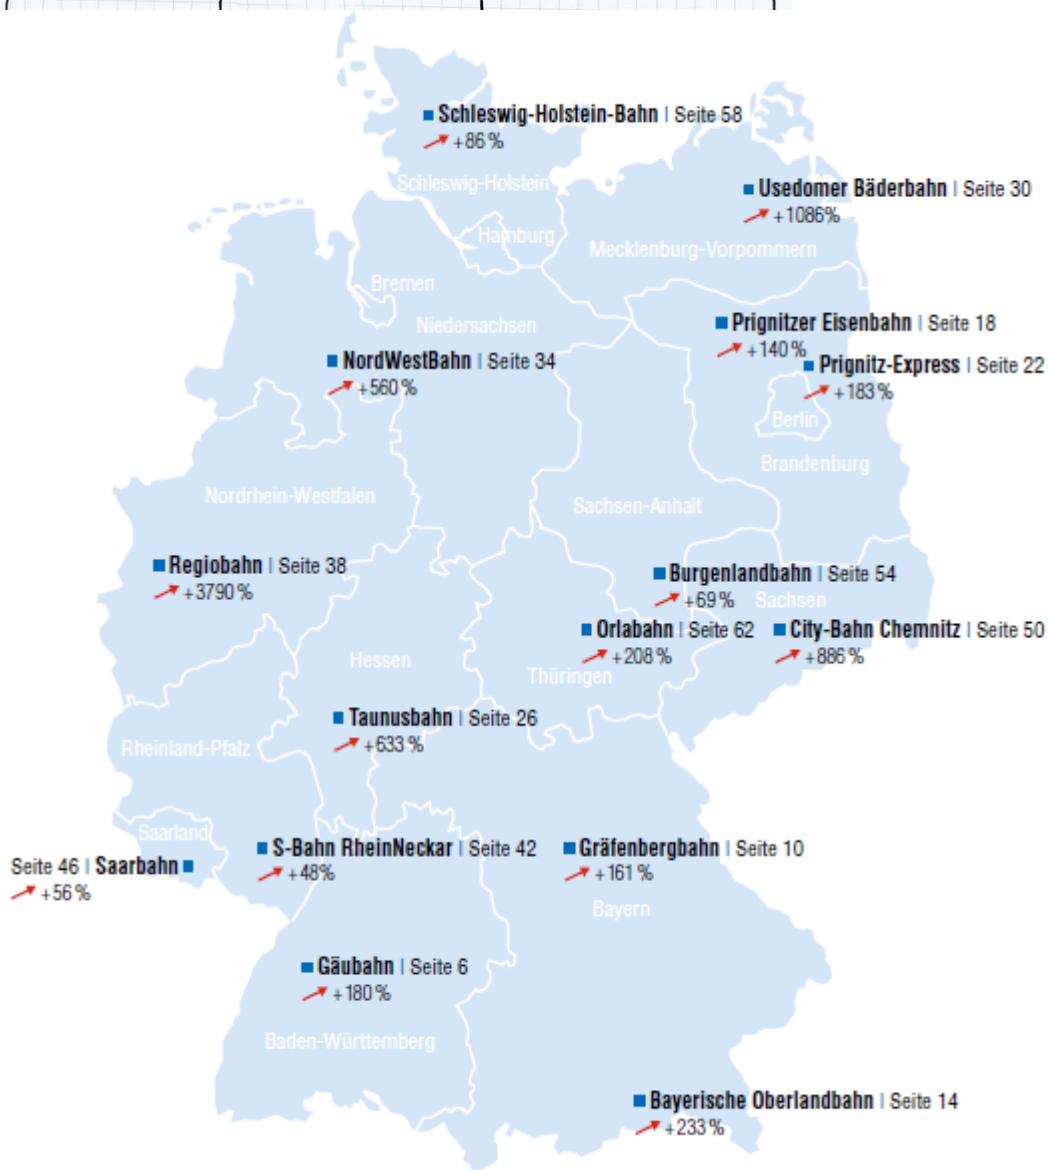 Schleswig-Holstein-Bahn | Seite 58
+86 %
Schleswig-Holstein
Usedomer Bäderbahn | Seite 30
+1086%
Hamburg
Mecklenburg-Vorpommern
Bremen
Niedersachsen
Prignitzer Eisenbahn | Seite 18
+140 %
NordWestBahn | Seite 34
+560 %
Prignitz-Express | Seite 22
+183 %
Berlin
Brandenburg
Nordrhein-Westfalen
Sachsen-Anhalt
Regiobahn | Seite 38
+3790 %
Burgenlandbahn | Seite 54
+69 %
Sachsen
Orlabahn | Seite 62
+208 %
City-Bahn Chemnitz | Seite 50
+886 %
Hessen
Thüringen
Taunusbahn | Seite 26
+633 %
Rheinland-Pfalz
Saarland
Seite 46 | Saarbahn
+56 %
S-Bahn RheinNeckar | Seite 42
+48%
Gräfenbergbahn | Seite 10
+161 %
Bayern
Gäubahn | Seite 6
+180 %
Baden-Württemberg
Bayerische Oberlandbahn | Seite 14
+233 %